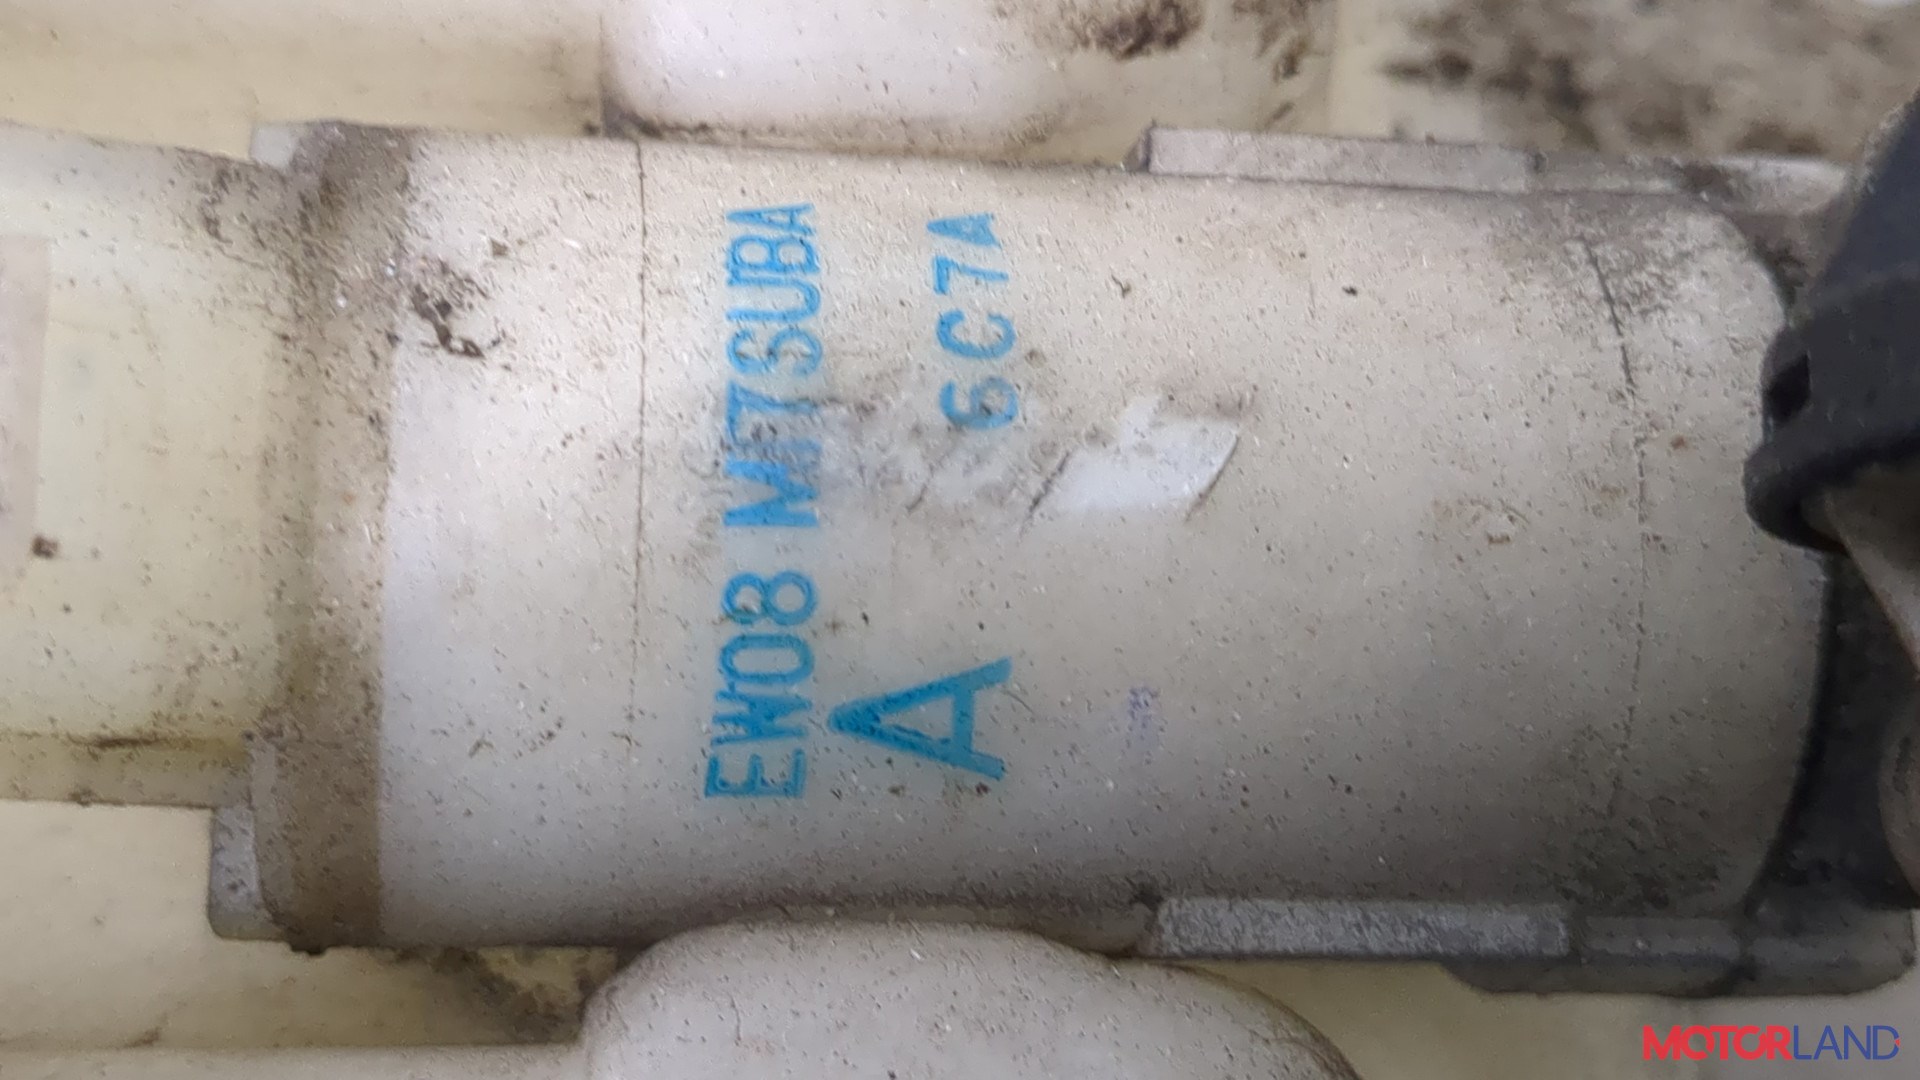 EW08 MITSUBA
A 6C7A
MOTORLAND